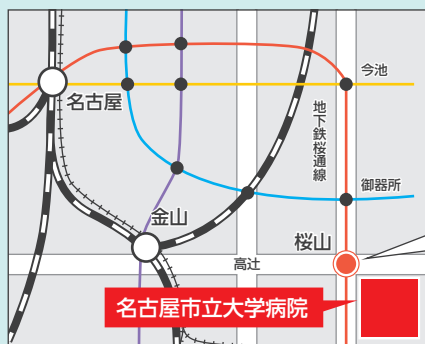 今池
名古屋
地下鉄桜通線
御器所
金山
桜山
高辻
名古屋市立大学病院